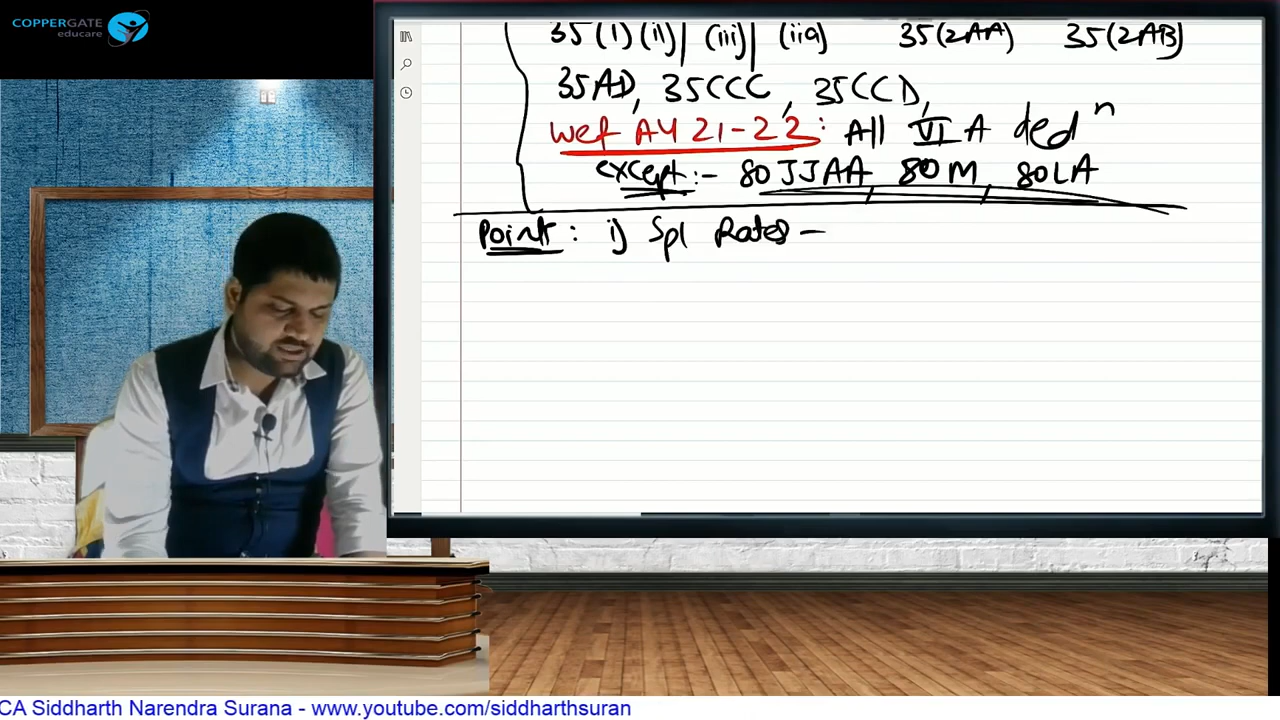 COPPERGATE
educare
35 (1) (ii) | (iii) | (iia) 35(2AA) 35(2AB)
35AD, 35CCC, 35CCD,
wef AY 21-22: All VI A dedn
except:- 80JJAA 80M 80LA
Point: i) Spl Rates -
CA Siddharth Narendra Surana - www.youtube.com/siddharthsuran